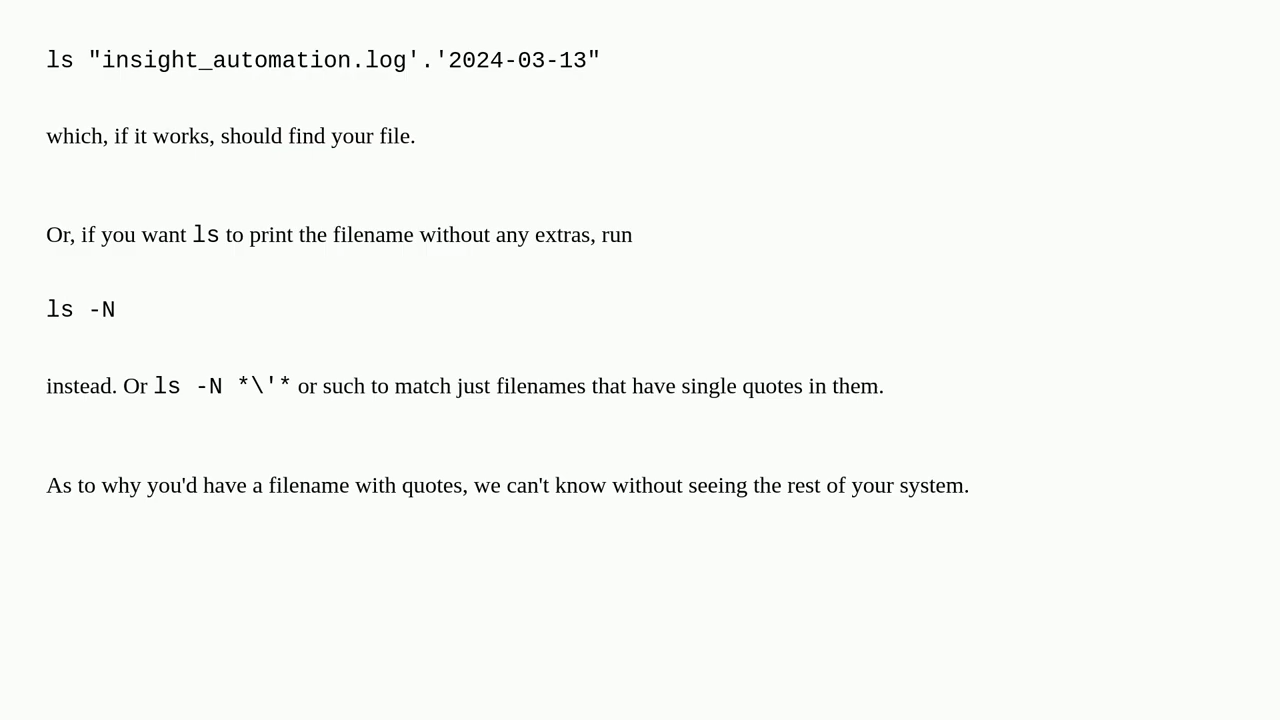 ls "insight_automation.log'.'2024-03-13"
which, if it works, should find your file.
Or, if you want ls to print the filename without any extras, run
ls -N
instead. Or ls -N *\'* or such to match just filenames that have single quotes in them.
As to why you'd have a filename with quotes, we can't know without seeing the rest of your system.